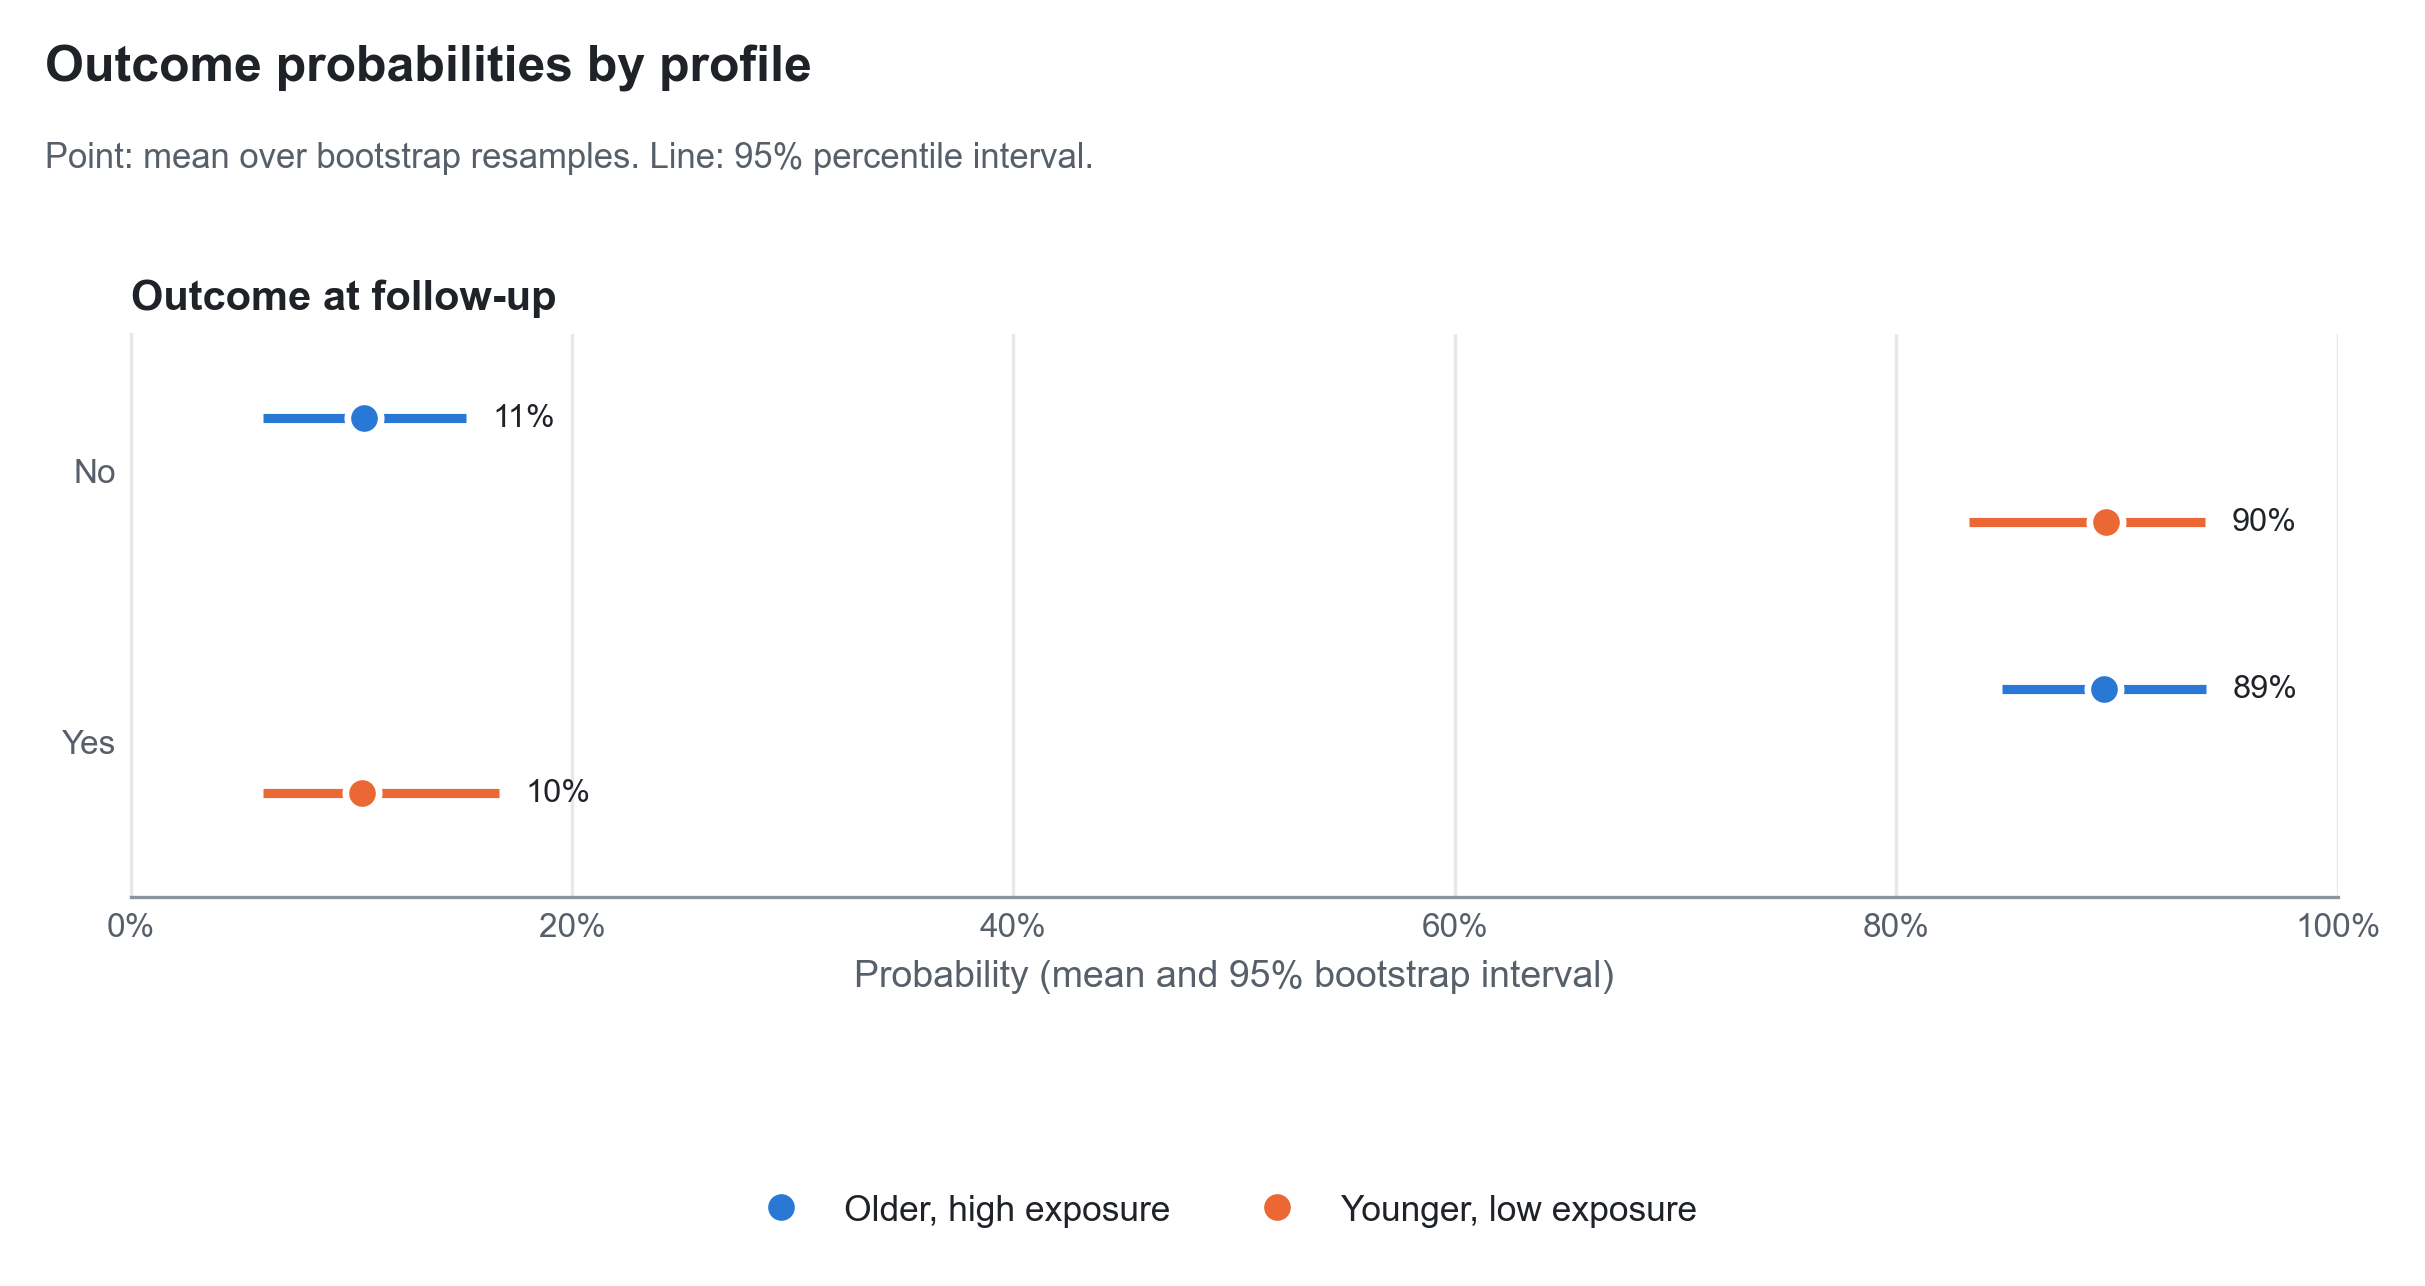 Outcome probabilities by profile
Point: mean over bootstrap resamples. Line: 95% percentile interval.
Outcome at follow-up
11%
No
90%
89%
Yes
10%
0% 20% 40% 60% 80% 100%
Probability (mean and 95% bootstrap interval)
Older, high exposure Younger, low exposure